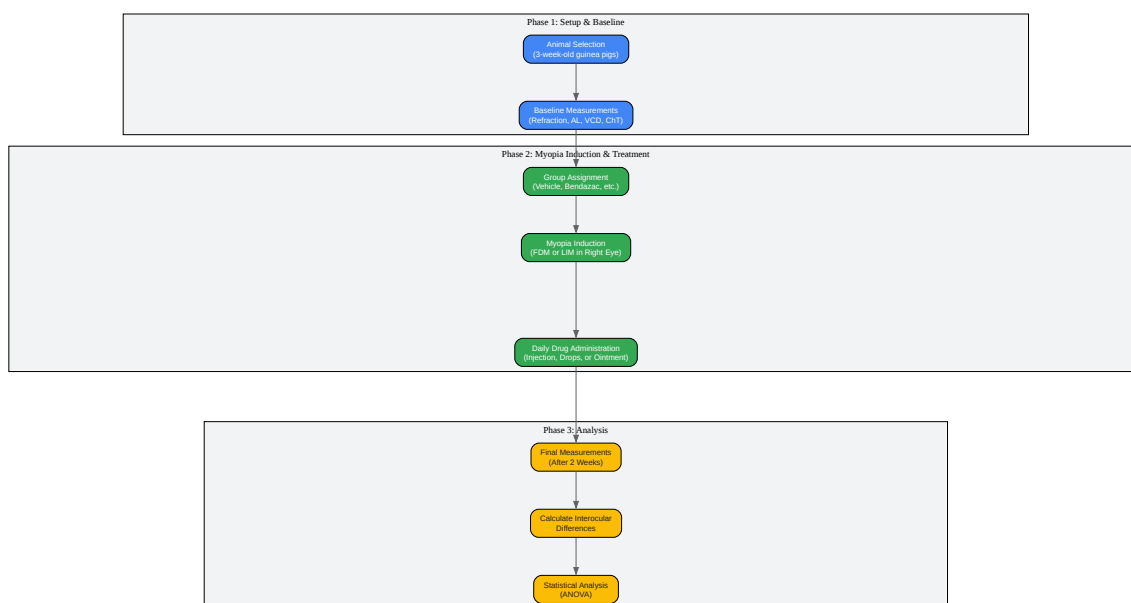 Phase 1: Setup & Baseline
Animal Selection
(3-week-old guinea pigs)
Baseline Measurements
(Refraction, AL, VCD, ChT)
Phase 2: Myopia Induction & Treatment
Group Assignment
(Vehicle, Bendazac, etc.)
Myopia Induction
(FDM or LIM in Right Eye)
Daily Drug Administration
(Injection, Drops, or Ointment)
Phase 3: Analysis
Final Measurements
(After 2 Weeks)
Calculate Interocular
Differences
Statistical Analysis
(ANOVA)